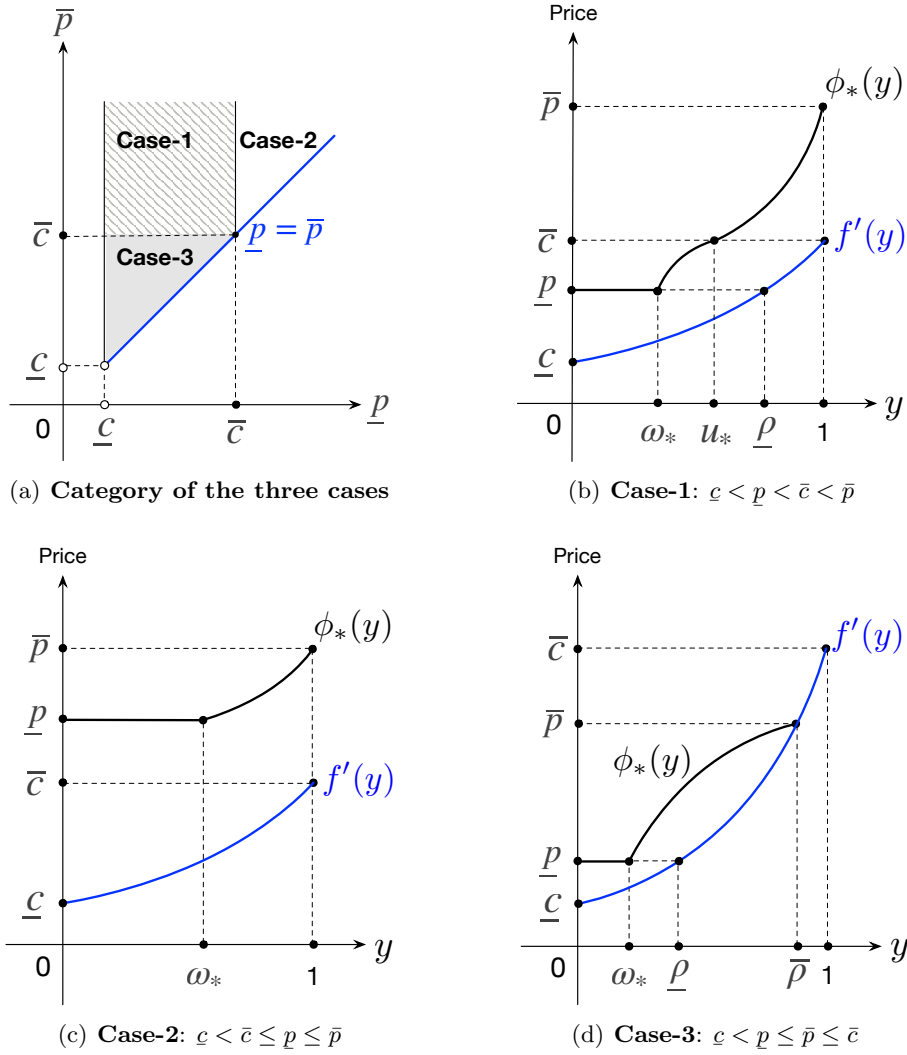 p̅
c̅
c̲
0
c̲
c̅
p̲
Case-1
Case-2
Case-3
p̲ = p̅
(a) Category of the three cases
Price
p̅
c̅
p̲
c̲
0
ω* u* ρ̲ 1 y
ϕ*(y)
f′(y)
(b) Case-1: c̲ < p̲ < c̅ < p̅
Price
p̅
p̲
c̅
c̲
0
ω* 1 y
ϕ*(y)
f′(y)
(c) Case-2: c̲ < c̅ ≤ p̲ ≤ p̅
Price
c̅
p̅
p̲
c̲
0
ω* ρ̲ ρ̅ 1 y
ϕ*(y)
f′(y)
(d) Case-3: c̲ < p̲ ≤ p̅ ≤ c̅